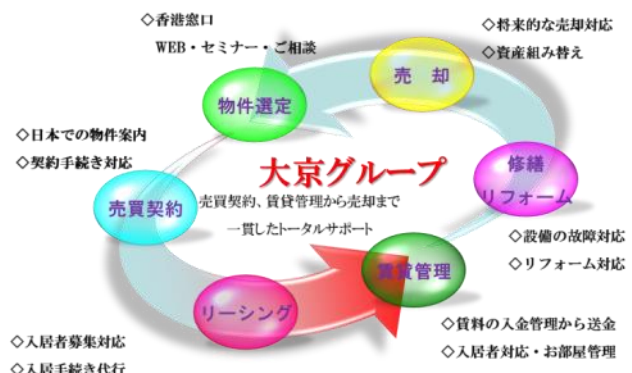 ◇香港窓口
WEB・セミナー・ご相談
◇将来的な売却対応
◇資産組み替え
売 却
物件選定
◇日本での物件案内
◇契約手続き対応
大京グループ
売買契約、賃貸管理から売却まで
一貫したトータルサポート
修繕
リフォーム
売買契約
◇設備の故障対応
◇リフォーム対応
賃貸管理
リーシング
◇賃料の入金管理から送金
◇入居者対応・お部屋管理
◇入居者募集対応
◇入居手続き代行